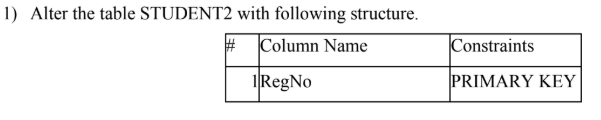 1) Alter the table STUDENT2 with following structure.
# Column Name Constraints
1 RegNo PRIMARY KEY